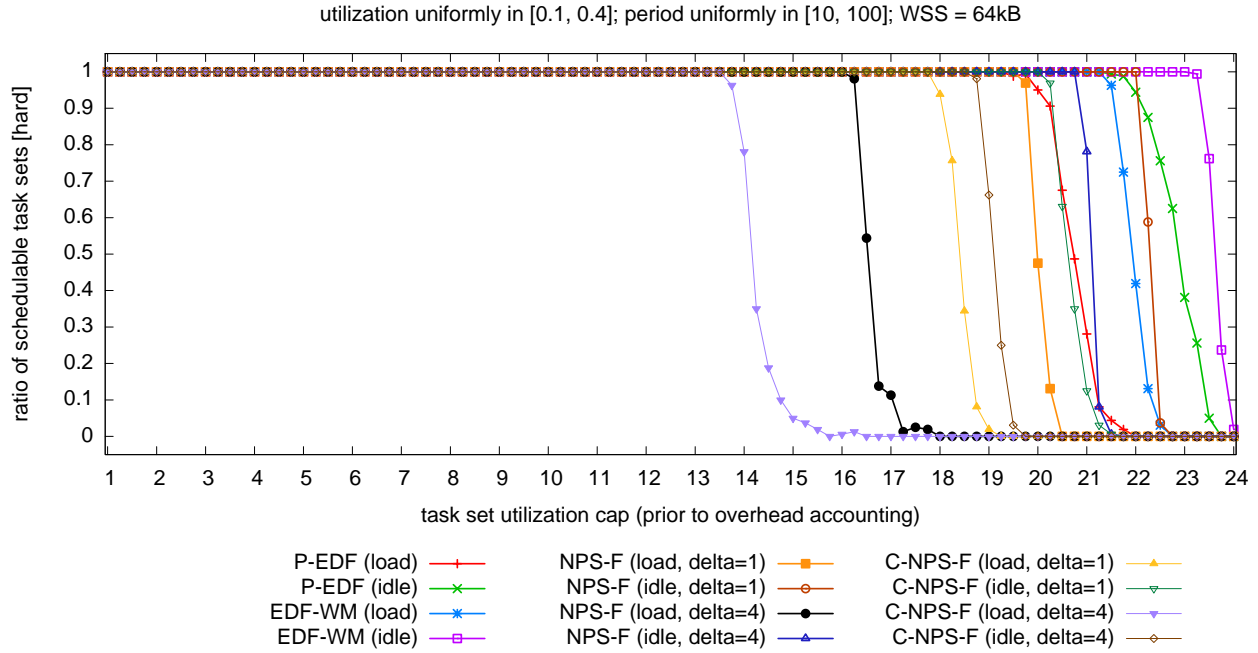 utilization uniformly in [0.1, 0.4]; period uniformly in [10, 100]; WSS = 64kB
ratio of schedulable task sets [hard]
1
0.9
0.8
0.7
0.6
0.5
0.4
0.3
0.2
0.1
0
1 2 3 4 5 6 7 8 9 10 11 12 13 14 15 16 17 18 19 20 21 22 23 24
task set utilization cap (prior to overhead accounting)
P-EDF (load) NPS-F (load, delta=1) C-NPS-F (load, delta=1)
P-EDF (idle) NPS-F (idle, delta=1) C-NPS-F (idle, delta=1)
EDF-WM (load) NPS-F (load, delta=4) C-NPS-F (load, delta=4)
EDF-WM (idle) NPS-F (idle, delta=4) C-NPS-F (idle, delta=4)